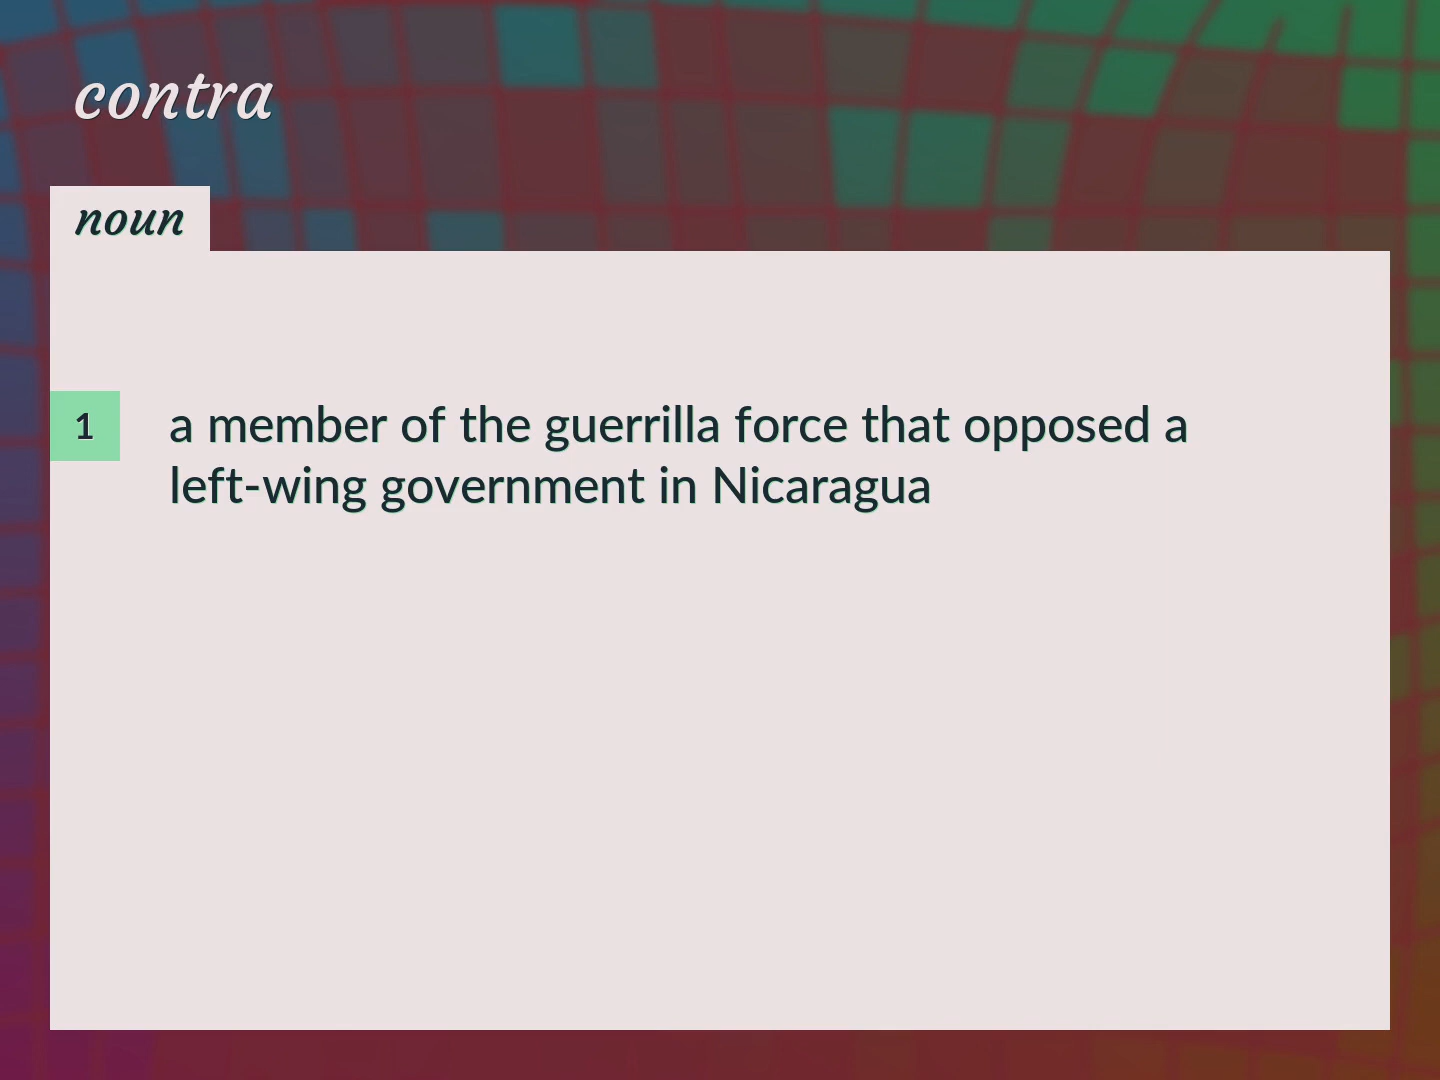 contra
noun
1
a member of the guerrilla force that opposed a
left-wing government in Nicaragua